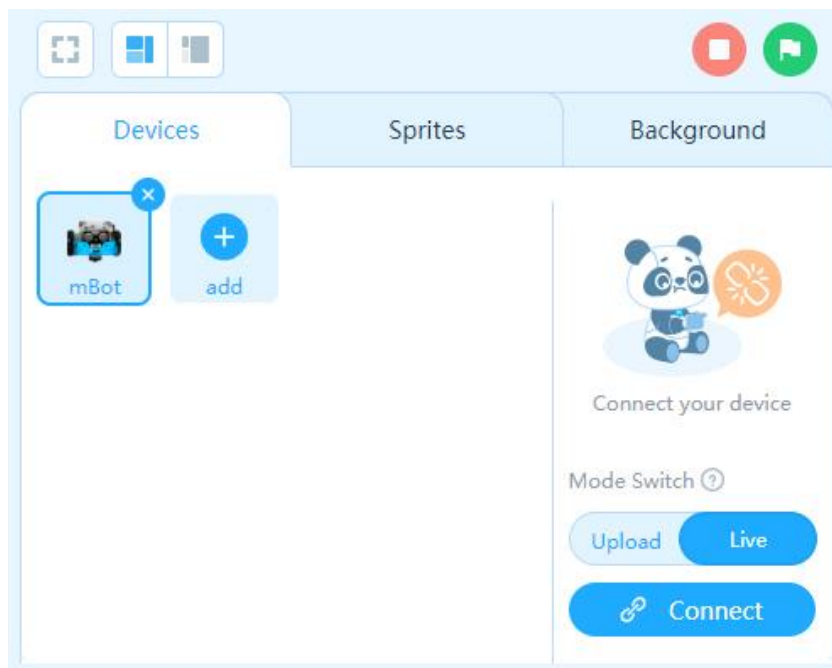 Devices
Sprites
Background
mBot
add
Connect your device
Mode Switch
Upload
Live
Connect